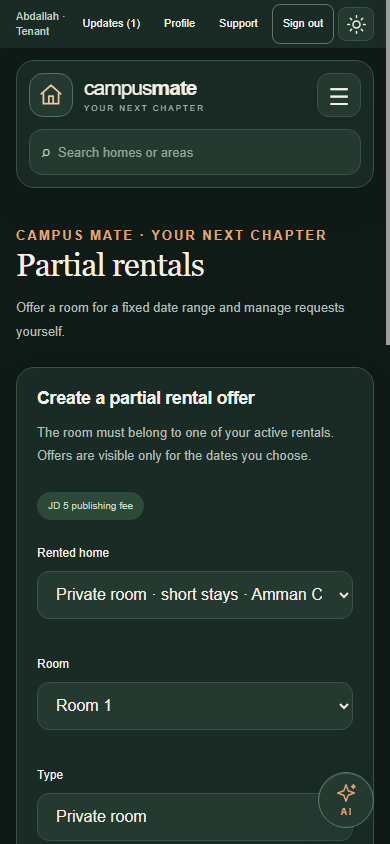 Abdallah ·
Tenant
Updates (1)
Profile
Support
Sign out
campusmate
YOUR NEXT CHAPTER
Search homes or areas
CAMPUS MATE · YOUR NEXT CHAPTER
Partial rentals
Offer a room for a fixed date range and manage requests
yourself.
Create a partial rental offer
The room must belong to one of your active rentals.
Offers are visible only for the dates you choose.
JD 5 publishing fee
Rented home
Private room · short stays · Amman C
Room
Room 1
Type
Private room
AI